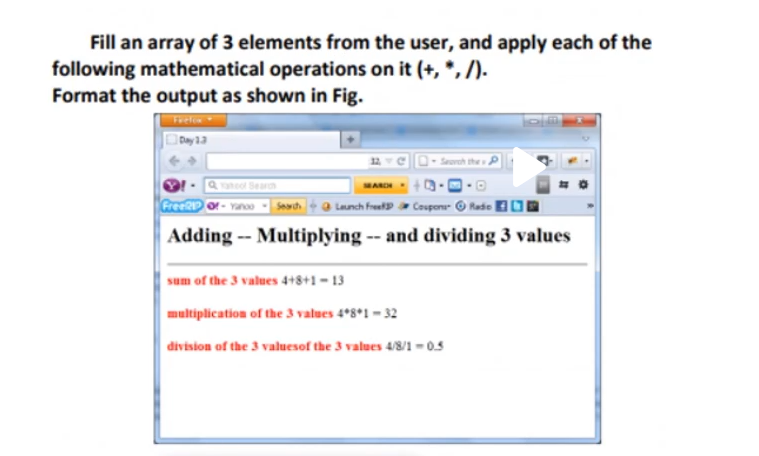 Fill an array of 3 elements from the user, and apply each of the
following mathematical operations on it (+, *, /).
Format the output as shown in Fig.
Firefox
Day 1.3
+
Search the
Y! Yahoo! Search
SEARCH
FreeRIP
Y! - YAHOO
Search
Launch FreeRIP
Coupons
Radio
Adding -- Multiplying -- and dividing 3 values
sum of the 3 values 4+8+1 = 13
multiplication of the 3 values 4*8*1 = 32
division of the 3 valuesof the 3 values 4/8/1 = 0.5